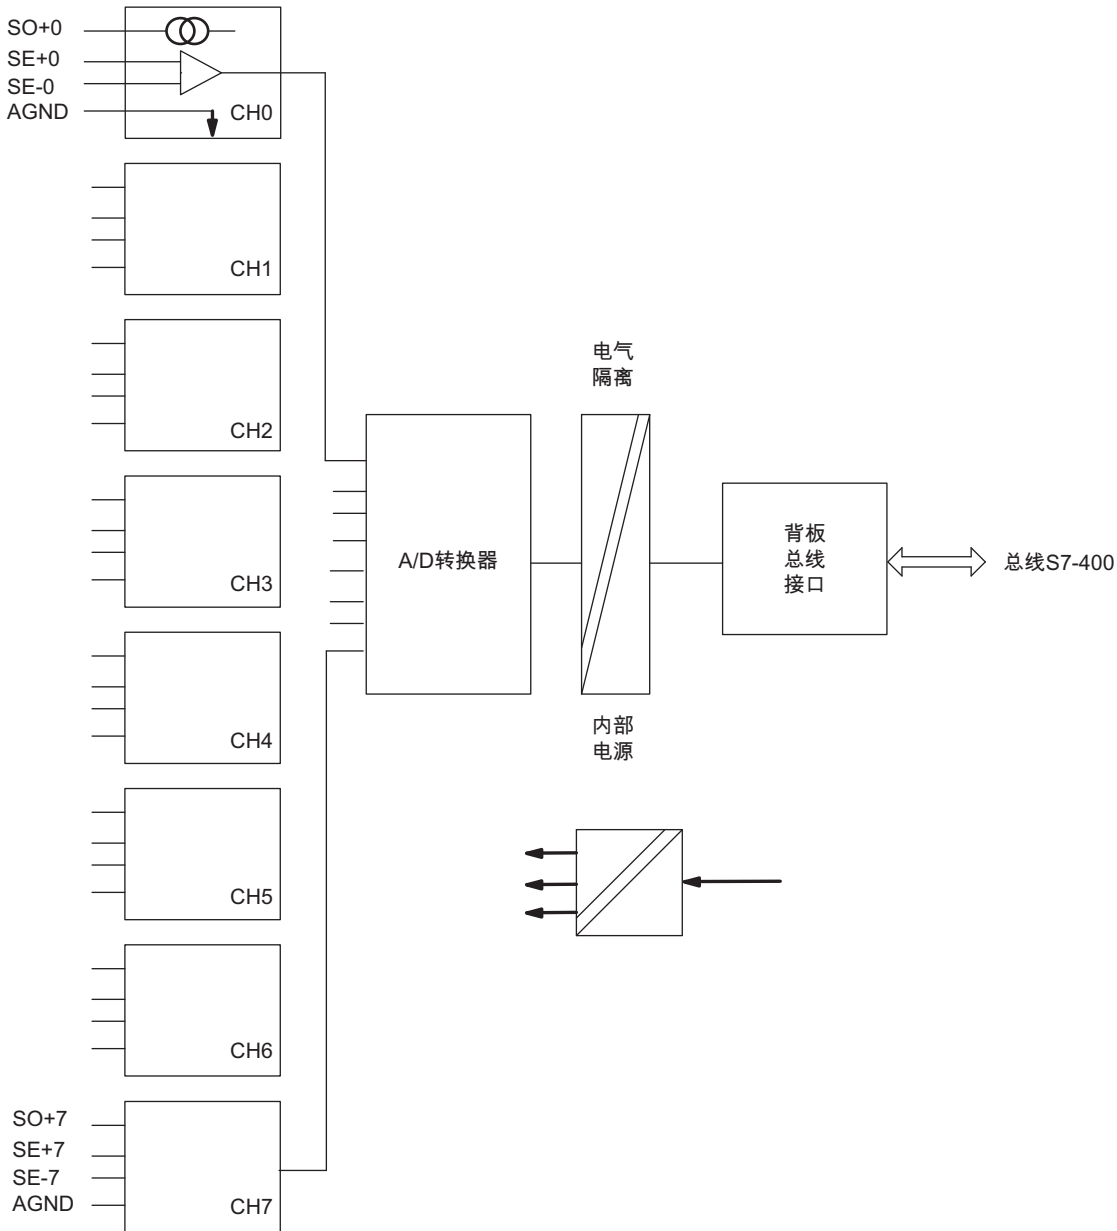 SO+0
SE+0
SE-0
AGND
CH0
CH1
CH2
CH3
CH4
CH5
CH6
SO+7
SE+7
SE-7
AGND
CH7
A/D转换器
电气
隔离
内部
电源
背板
总线
接口
总线S7-400